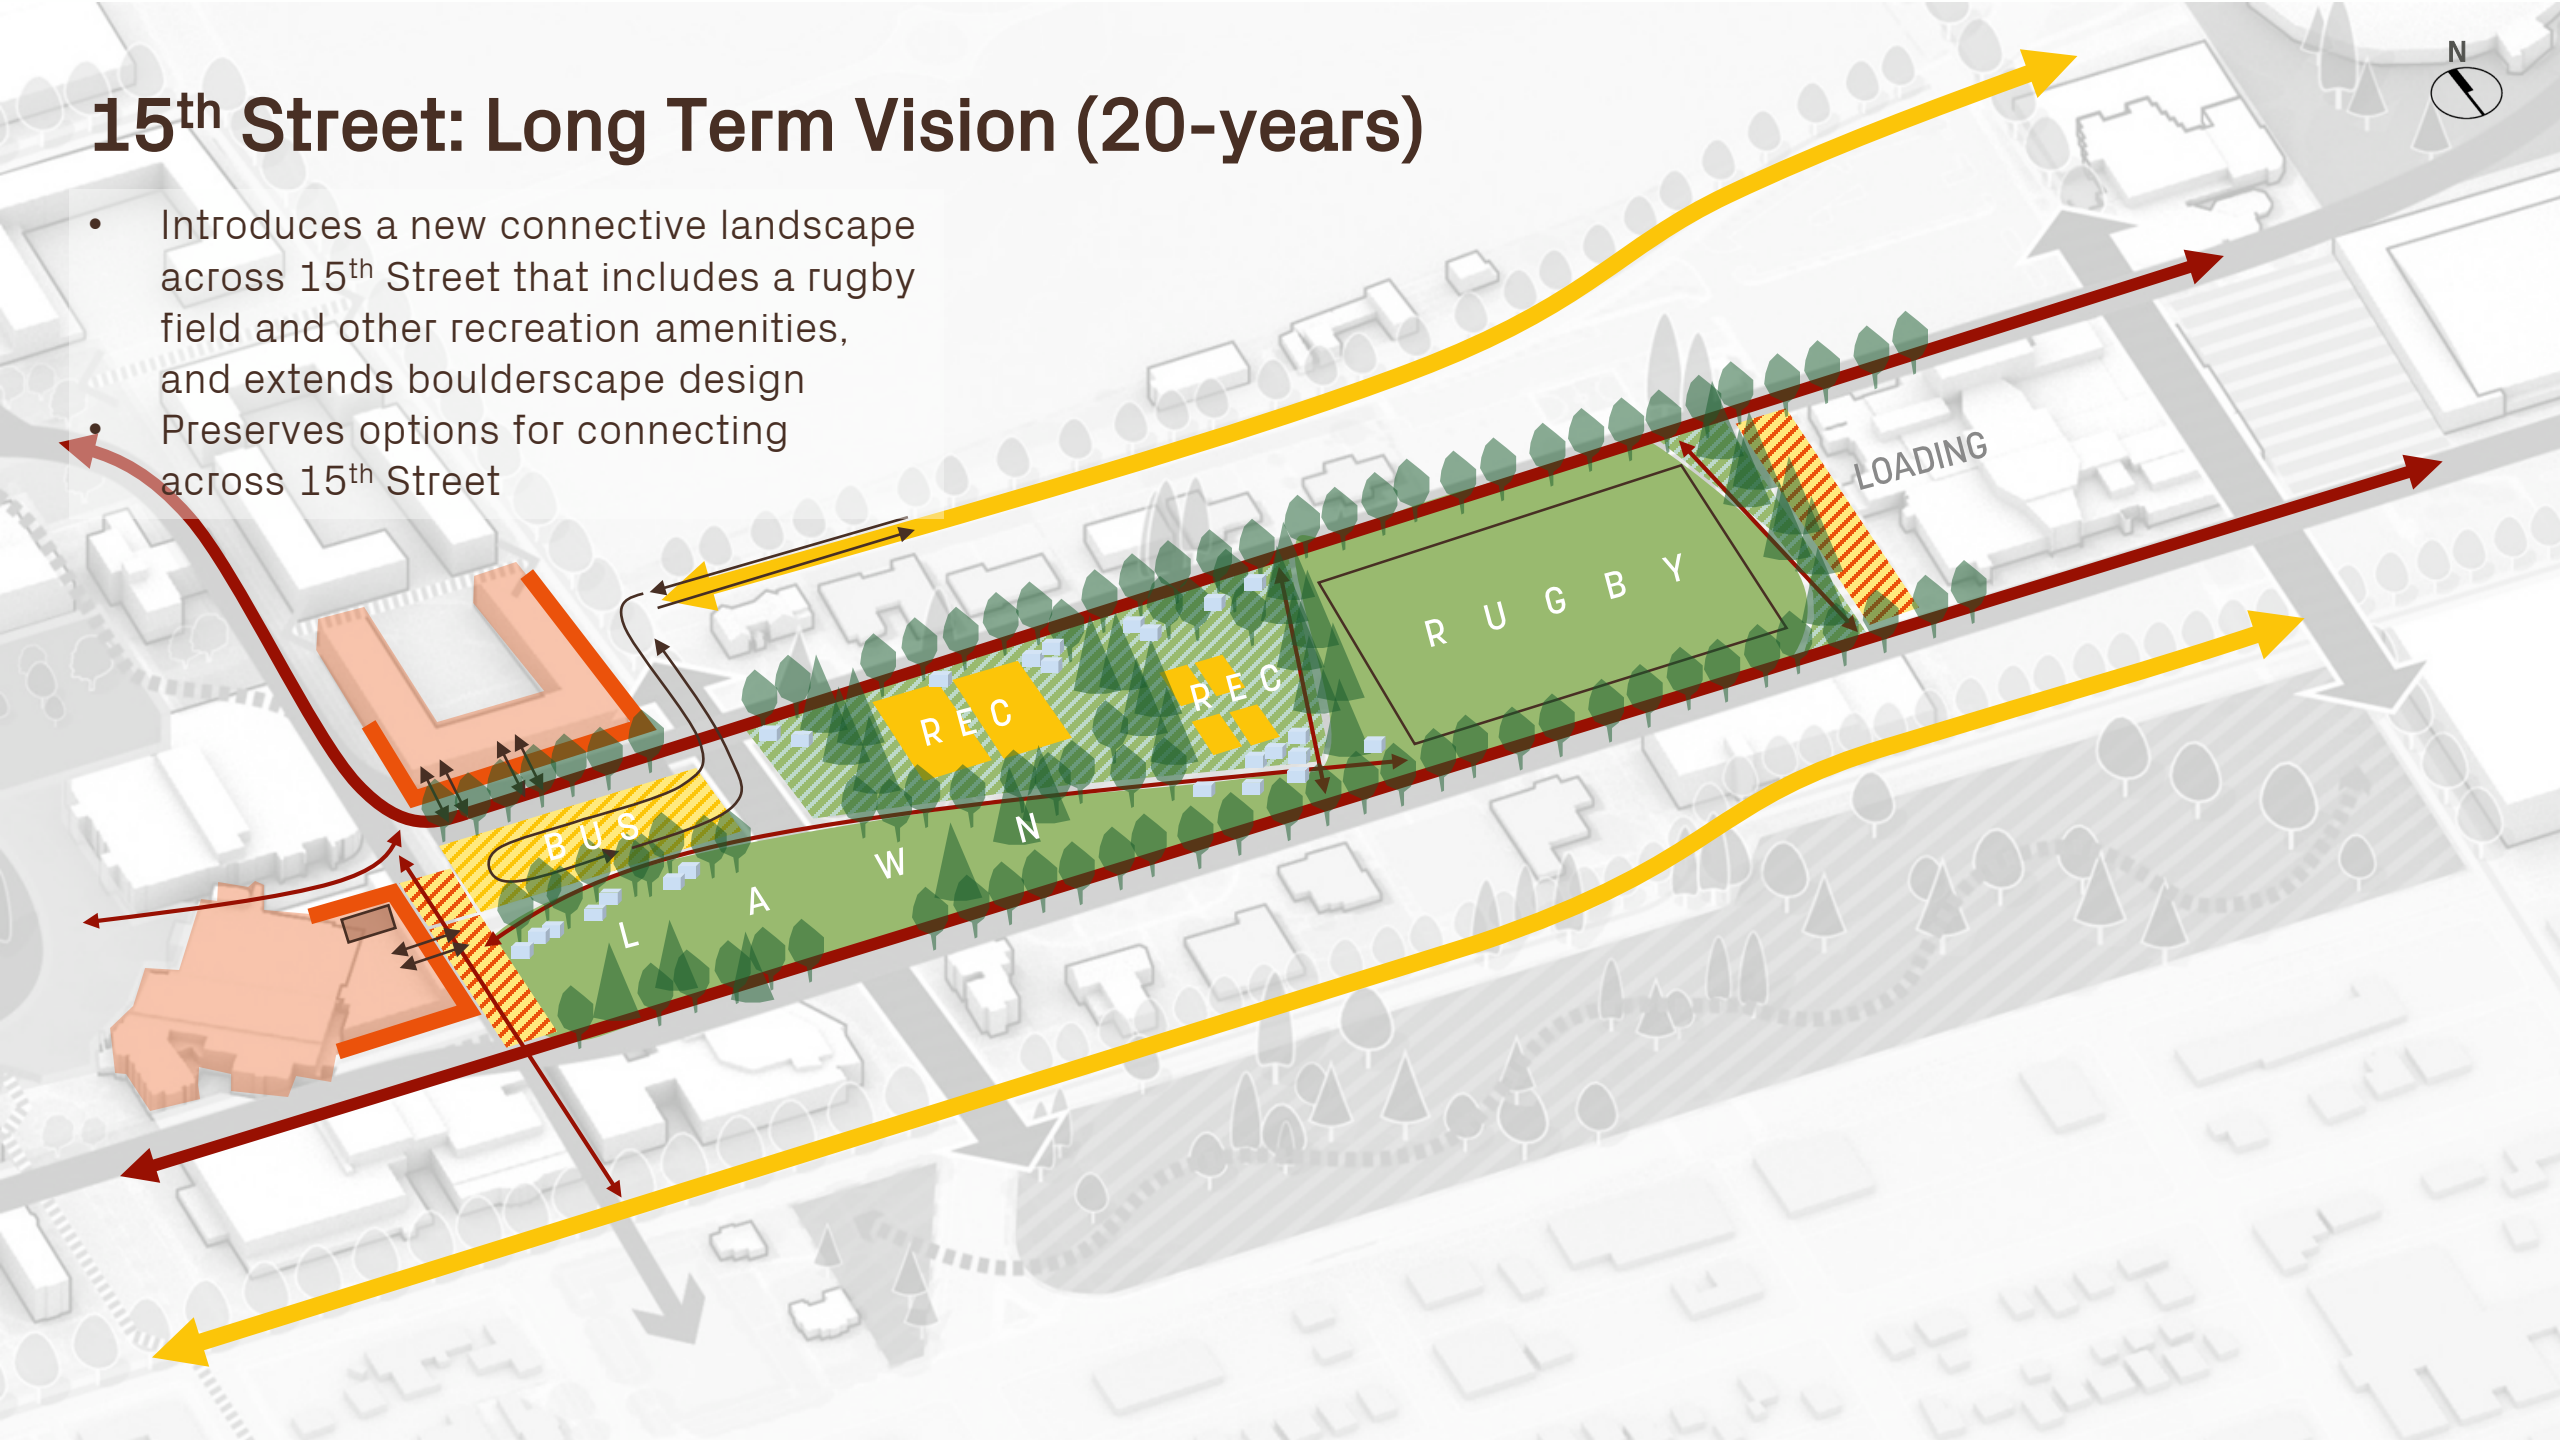 N
15th Street: Long Term Vision (20-years)
• Introduces a new connective landscape
across 15th Street that includes a rugby
field and other recreation amenities,
and extends boulderscape design
• Preserves options for connecting
across 15th Street
LOADING
RUGBY
REC
REC
BUS
LAWN